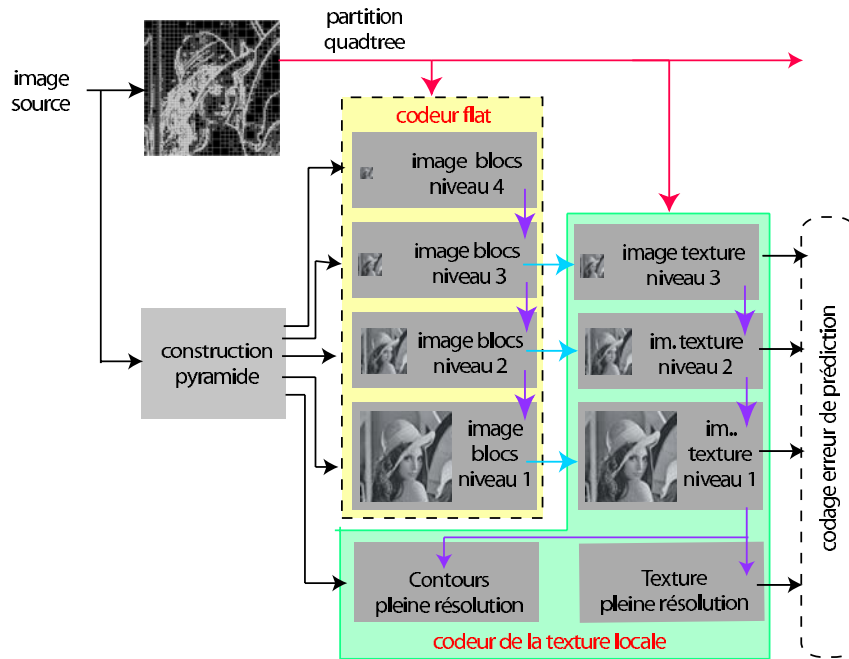 partition
quadtree
image
source
codeur flat
image blocs
niveau 4
image blocs
niveau 3
image texture
niveau 3
construction
pyramide
image blocs
niveau 2
im. texture
niveau 2
image
blocs
niveau 1
im..
texture
niveau 1
codage erreur de prédiction
Contours
pleine résolution
Texture
pleine résolution
codeur de la texture locale